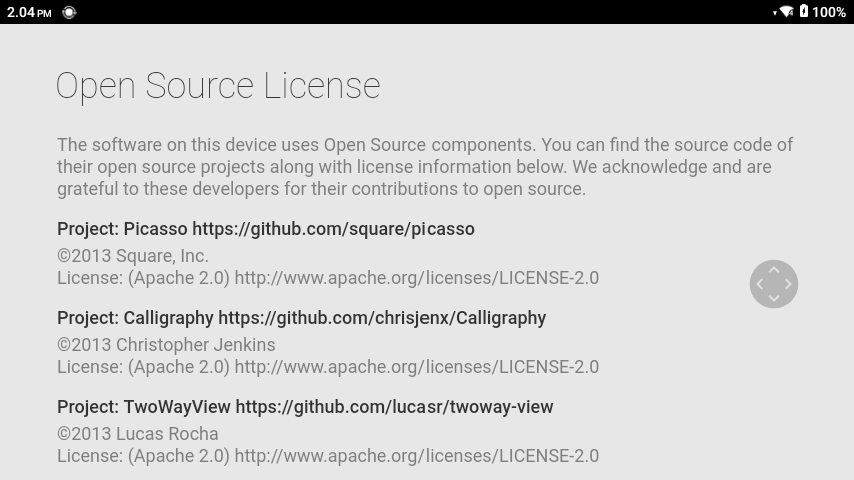 2.04 PM
100%
Open Source License
The software on this device uses Open Source components. You can find the source code of
their open source projects along with license information below. We acknowledge and are
grateful to these developers for their contributions to open source.
Project: Picasso https://github.com/square/picasso
©2013 Square, Inc.
License: (Apache 2.0) http://www.apache.org/licenses/LICENSE-2.0
Project: Calligraphy https://github.com/chrisjenx/Calligraphy
©2013 Christopher Jenkins
License: (Apache 2.0) http://www.apache.org/licenses/LICENSE-2.0
Project: TwoWayView https://github.com/lucasr/twoway-view
©2013 Lucas Rocha
License: (Apache 2.0) http://www.apache.org/licenses/LICENSE-2.0